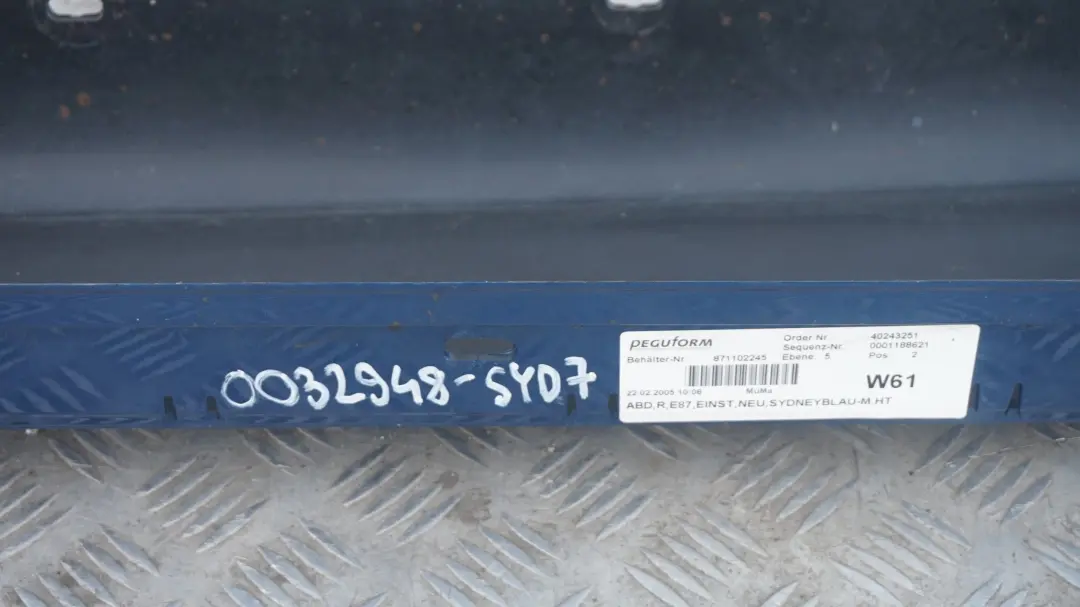 0032948-SYD7
PEGUFORM Order Nr. 40243251
Sequenz-Nr. 0001188621
Behälter-Nr 871102245 Ebene: 5 Pos: 2
22.02.2005 10:06 MüMa W61
ABD,R,E87,EINST,NEU,SYDNEYBLAU-M.HT